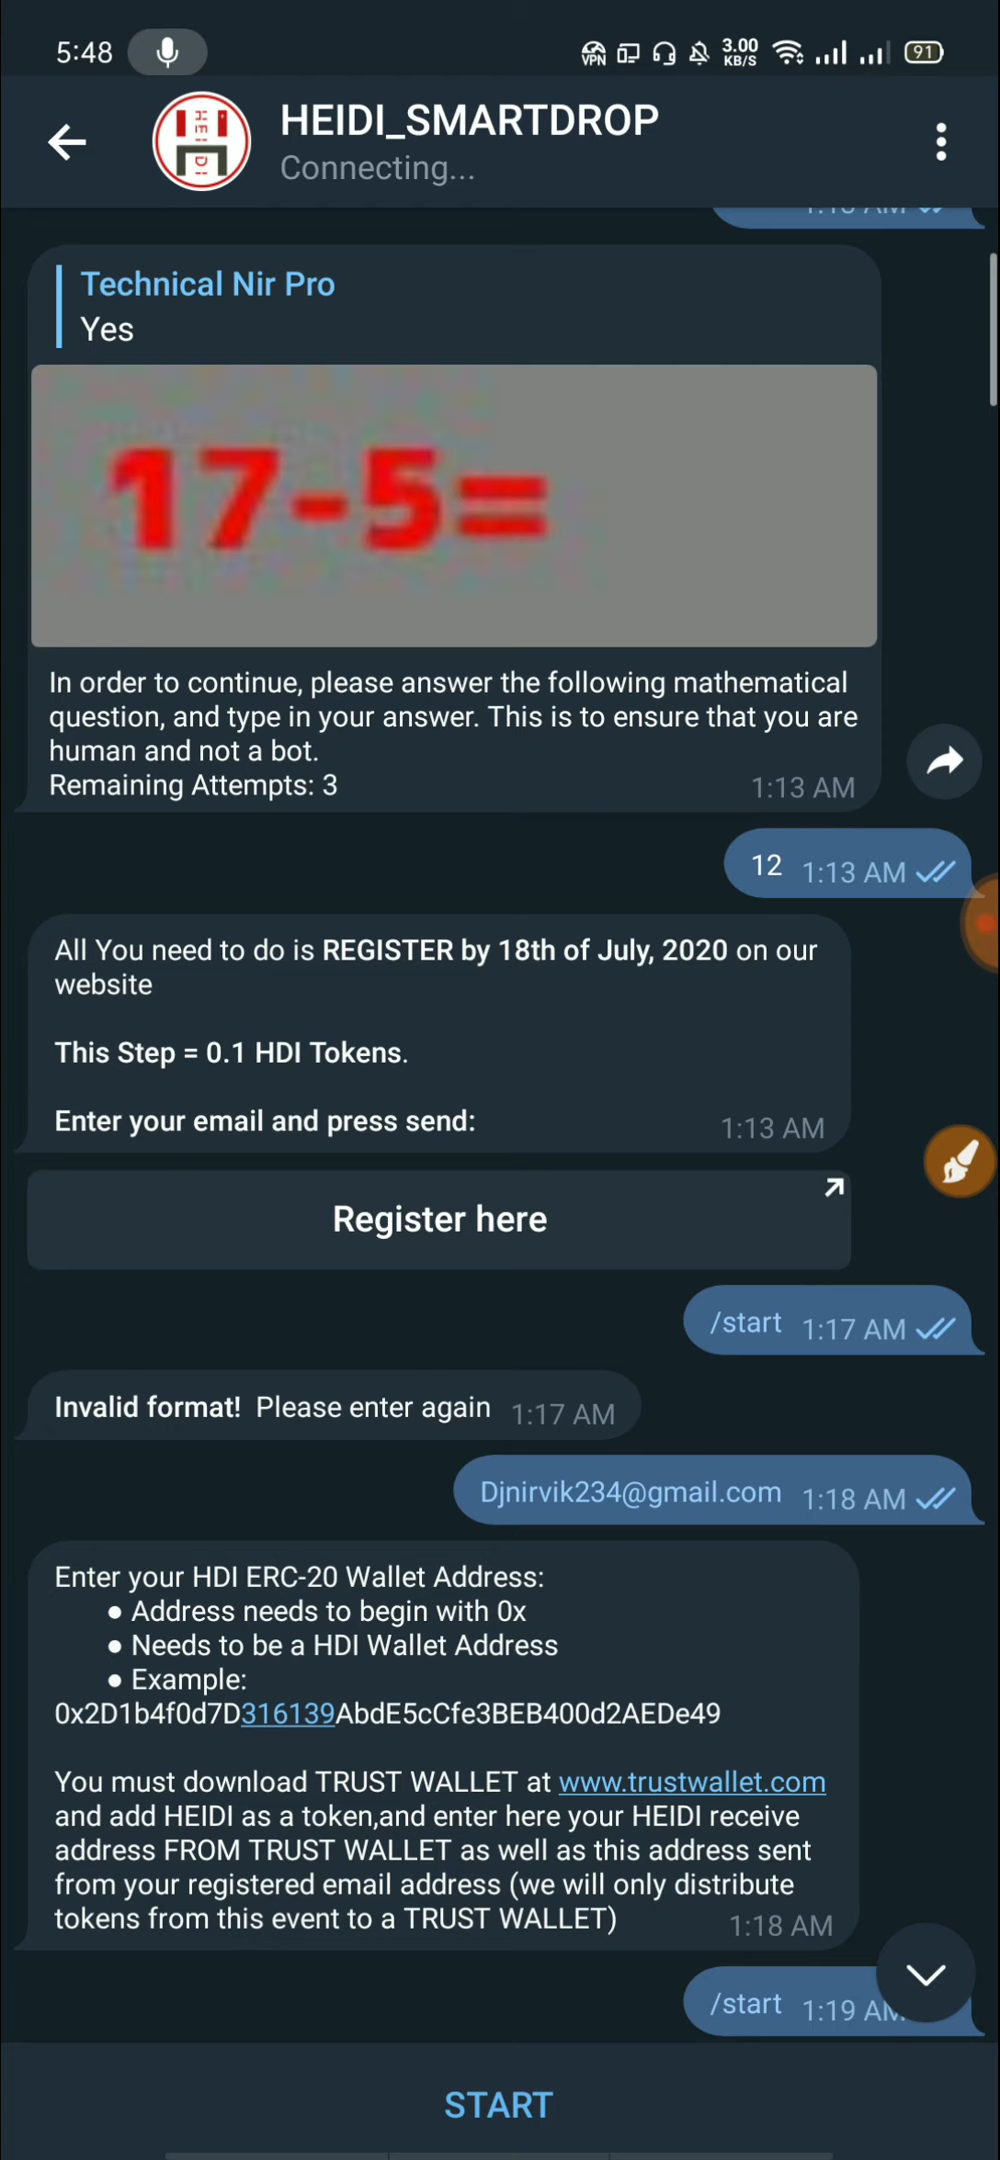 5:48
VPN
3.00
KB/S
91
HEIDI
HEIDI_SMARTDROP
Connecting...
Technical Nir Pro
Yes
17-5=
In order to continue, please answer the following mathematical
question, and type in your answer. This is to ensure that you are
human and not a bot.
Remaining Attempts: 3
1:13 AM
12 1:13 AM
All You need to do is REGISTER by 18th of July, 2020 on our
website
This Step = 0.1 HDI Tokens.
Enter your email and press send:
1:13 AM
Register here
/start 1:17 AM
Invalid format! Please enter again 1:17 AM
Djnirvik234@gmail.com 1:18 AM
Enter your HDI ERC-20 Wallet Address:
● Address needs to begin with 0x
● Needs to be a HDI Wallet Address
● Example:
0x2D1b4f0d7D316139AbdE5cCfe3BEB400d2AEDe49
You must download TRUST WALLET at www.trustwallet.com
and add HEIDI as a token,and enter here your HEIDI receive
address FROM TRUST WALLET as well as this address sent
from your registered email address (we will only distribute
tokens from this event to a TRUST WALLET)
1:18 AM
/start 1:19 AM
START